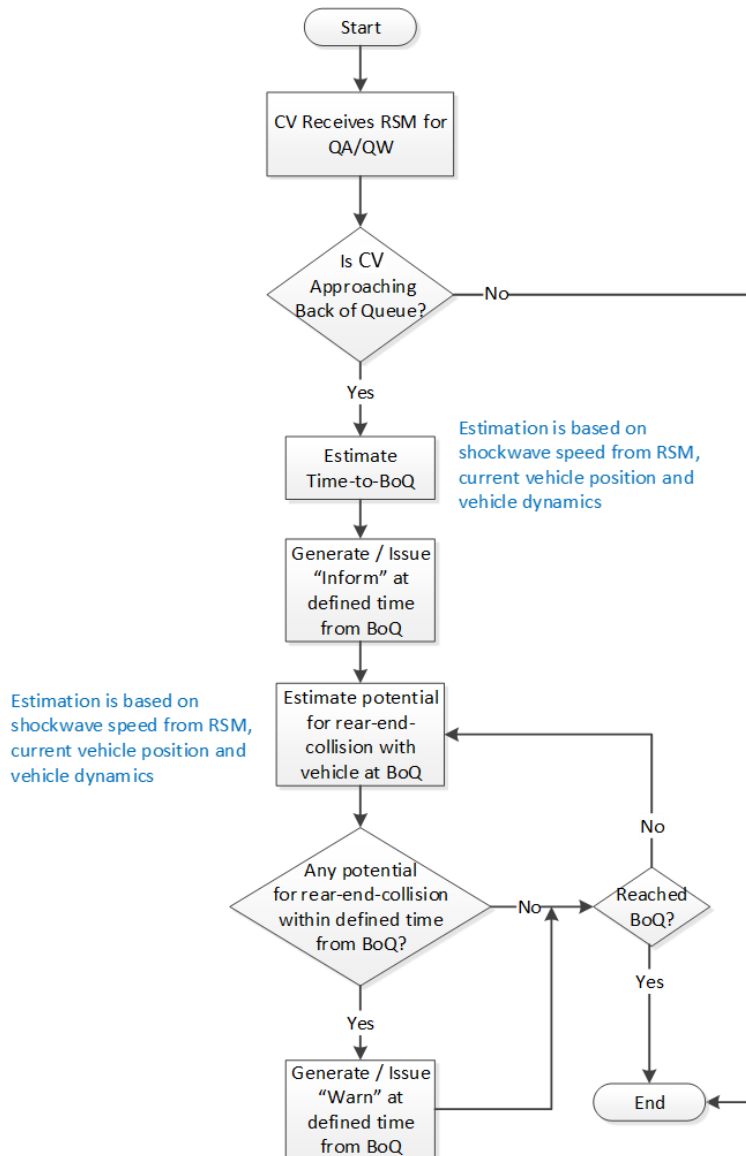 Start
CV Receives RSM for
QA/QW
Is CV
Approaching
Back of Queue?
No
Yes
Estimate
Time-to-BoQ
Estimation is based on
shockwave speed from RSM,
current vehicle position and
vehicle dynamics
Generate / Issue
“Inform” at
defined time
from BoQ
Estimation is based on
shockwave speed from RSM,
current vehicle position and
vehicle dynamics
Estimate potential
for rear-end-
collision with
vehicle at BoQ
No
Any potential
for rear-end-collision
within defined time
from BoQ?
No
Reached
BoQ?
Yes
Yes
Generate / Issue
“Warn” at
defined time
from BoQ
End